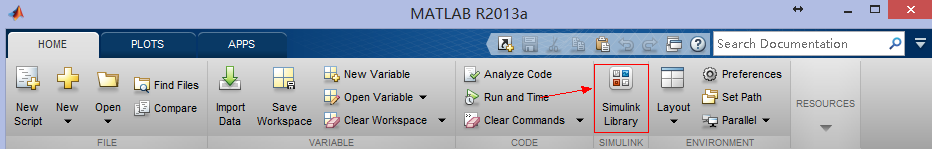 MATLAB R2013a
HOME
PLOTS
APPS
Search Documentation
New Script
New
Open
Find Files
Compare
FILE
Import Data
Save Workspace
New Variable
Open Variable
Clear Workspace
VARIABLE
Analyze Code
Run and Time
Clear Commands
CODE
Simulink Library
SIMULINK
Layout
Preferences
Set Path
Parallel
ENVIRONMENT
RESOURCES